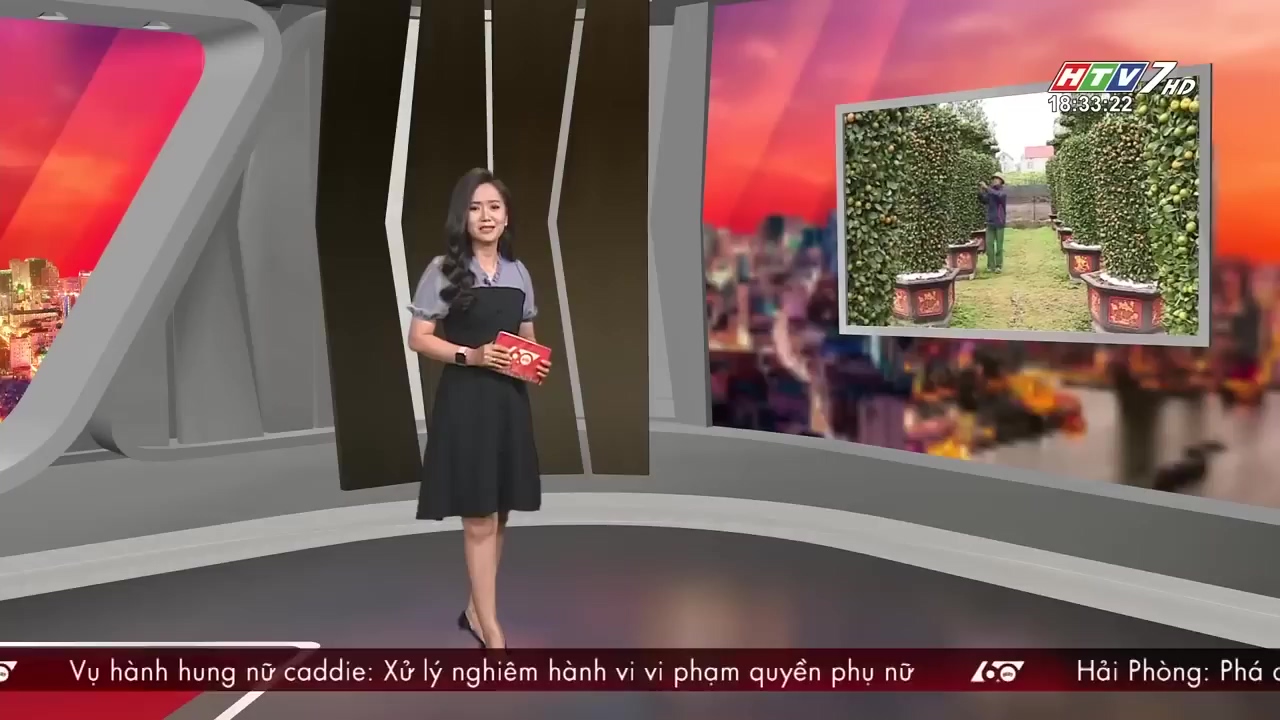 HTV7 HD
18:33:22
Vụ hành hung nữ caddie: Xử lý nghiêm hành vi vi phạm quyền phụ nữ
60 Hải Phòng: Phá